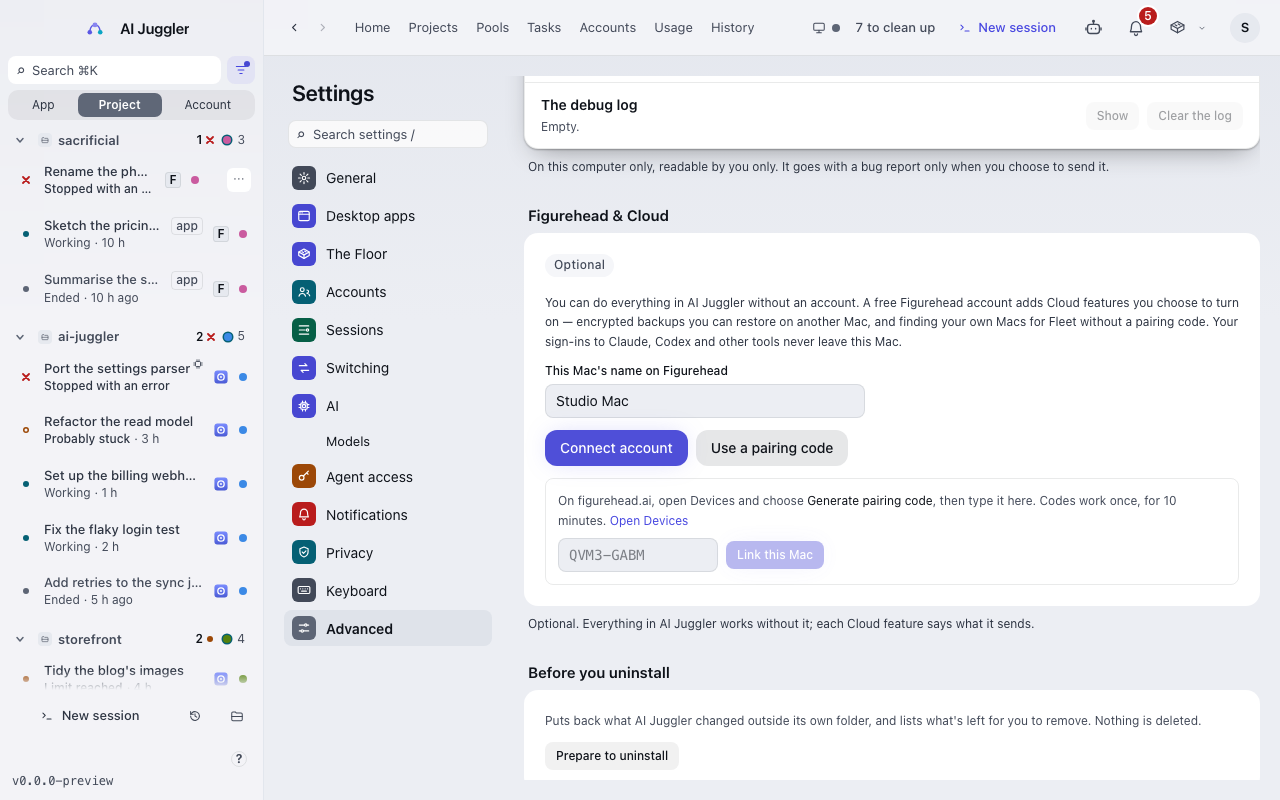 AI Juggler
Search ⌘K
App Project Account
sacrificial 1 3
Rename the ph... F
Stopped with an ...
Sketch the pricin... app F
Working · 10 h
Summarise the s... app F
Ended · 10 h ago
ai-juggler 2 5
Port the settings parser
Stopped with an error
Refactor the read model
Probably stuck · 3 h
Set up the billing webh...
Working · 1 h
Fix the flaky login test
Working · 2 h
Add retries to the sync j...
Ended · 5 h ago
storefront 2 4
Tidy the blog's images
Limit reached · 4 h
New session
?
v0.0.0-preview
Home Projects Pools Tasks Accounts Usage History 7 to clean up New session 5 S
Settings
Search settings /
General
Desktop apps
The Floor
Accounts
Sessions
Switching
AI
Models
Agent access
Notifications
Privacy
Keyboard
Advanced
The debug log
Empty.
Show Clear the log
On this computer only, readable by you only. It goes with a bug report only when you choose to send it.
Figurehead & Cloud
Optional
You can do everything in AI Juggler without an account. A free Figurehead account adds Cloud features you choose to turn
on — encrypted backups you can restore on another Mac, and finding your own Macs for Fleet without a pairing code. Your
sign-ins to Claude, Codex and other tools never leave this Mac.
This Mac's name on Figurehead
Studio Mac
Connect account Use a pairing code
On figurehead.ai, open Devices and choose Generate pairing code, then type it here. Codes work once, for 10
minutes. Open Devices
QVM3-GABM Link this Mac
Optional. Everything in AI Juggler works without it; each Cloud feature says what it sends.
Before you uninstall
Puts back what AI Juggler changed outside its own folder, and lists what's left for you to remove. Nothing is deleted.
Prepare to uninstall